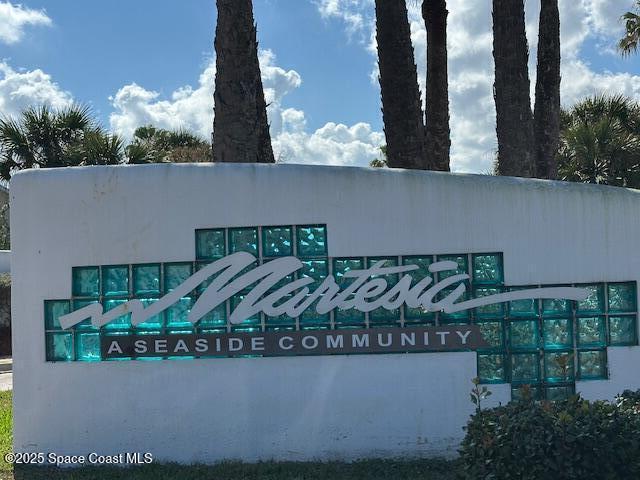 Martesia
A SEASIDE COMMUNITY
©2025 Space Coast MLS